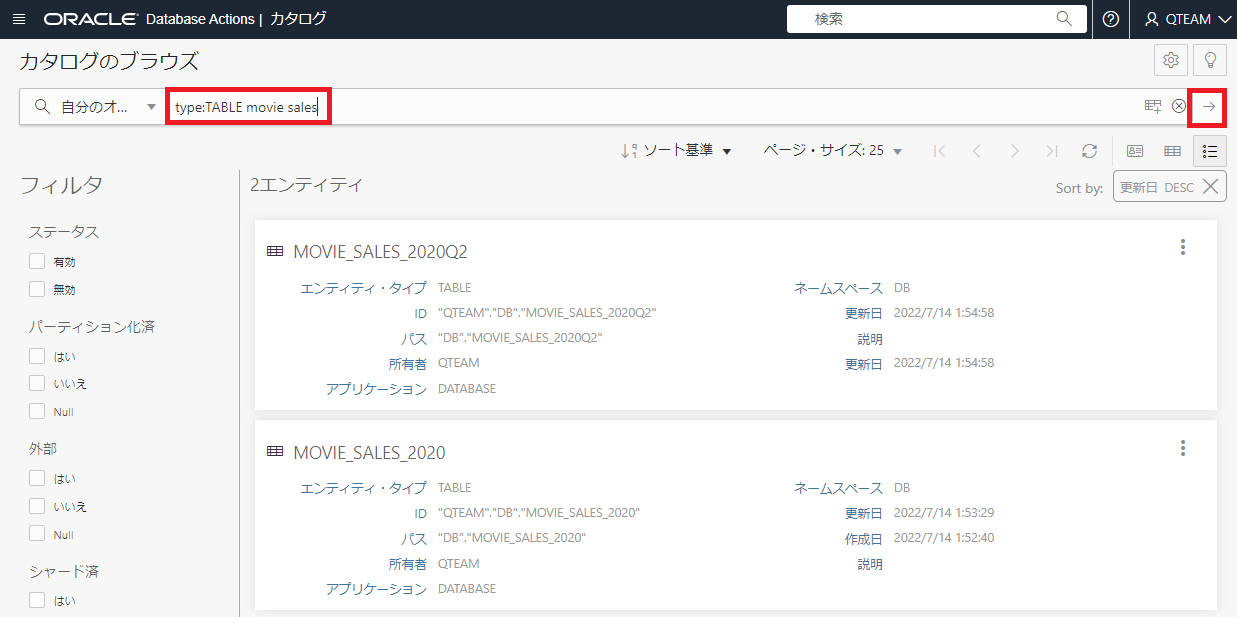 ORACLE Database Actions | カタログ 検索 QTEAM
カタログのブラウズ
自分のオ... type:TABLE movie sales
ソート基準 ページ・サイズ: 25
フィルタ
2エンティティ
Sort by: 更新日 DESC
ステータス
有効
無効
パーティション化済
はい
いいえ
Null
外部
はい
いいえ
Null
シャード済
はい
MOVIE_SALES_2020Q2
エンティティ・タイプ TABLE ネームスペース DB
ID "QTEAM"."DB"."MOVIE_SALES_2020Q2" 更新日 2022/7/14 1:54:58
パス "DB"."MOVIE_SALES_2020Q2" 説明
所有者 QTEAM 更新日 2022/7/14 1:54:58
アプリケーション DATABASE
MOVIE_SALES_2020
エンティティ・タイプ TABLE ネームスペース DB
ID "QTEAM"."DB"."MOVIE_SALES_2020" 更新日 2022/7/14 1:53:29
パス "DB"."MOVIE_SALES_2020" 作成日 2022/7/14 1:52:40
所有者 QTEAM 説明
アプリケーション DATABASE